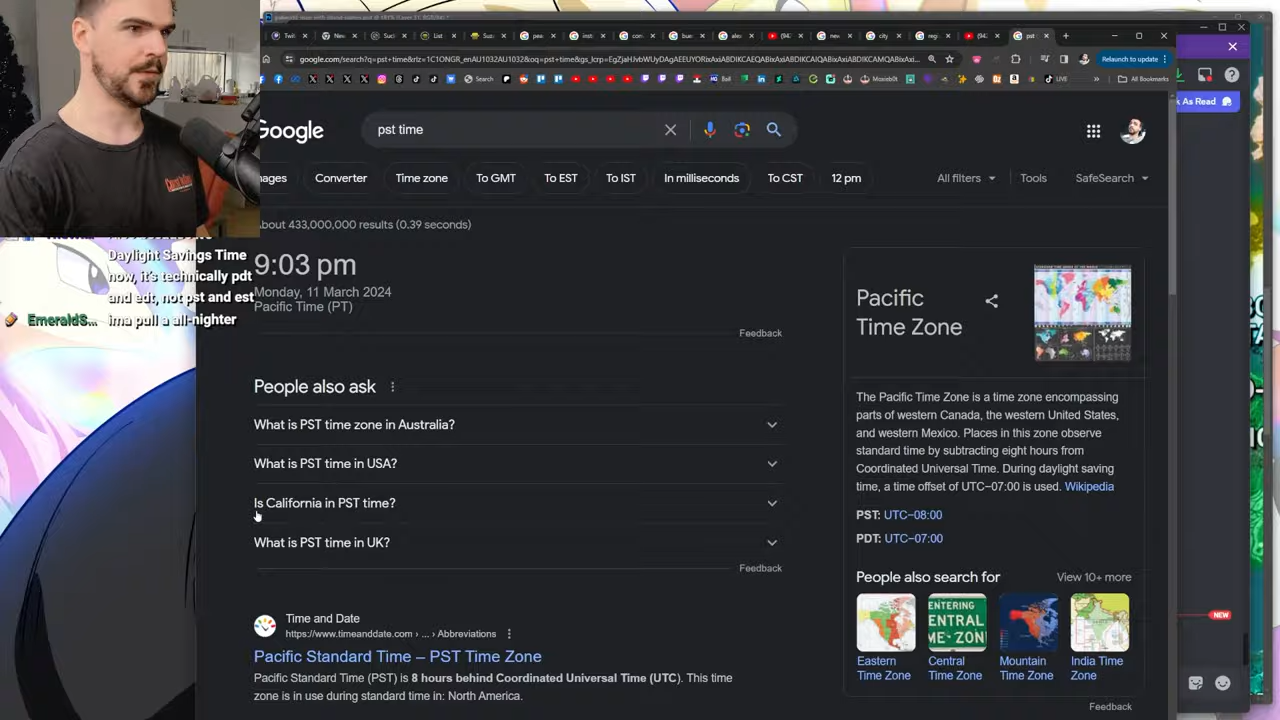 Google
pst time
Relaunch to update
All Bookmarks
As Read
ages
Converter
Time zone
To GMT
To EST
To IST
In milliseconds
To CST
12 pm
All filters
Tools
SafeSearch
About 433,000,000 results (0.39 seconds)
9:03 pm
Monday, 11 March 2024
Pacific Time (PT)
Feedback
Daylight Savings Time
now, it's technically pdt
and edt, not pst and est
EmeraldS... ima pull a all-nighter
People also ask
What is PST time zone in Australia?
What is PST time in USA?
Is California in PST time?
What is PST time in UK?
Feedback
Time and Date
https://www.timeanddate.com › ... › Abbreviations
Pacific Standard Time – PST Time Zone
Pacific Standard Time (PST) is 8 hours behind Coordinated Universal Time (UTC). This time
zone is in use during standard time in: North America.
Pacific
Time Zone
The Pacific Time Zone is a time zone encompassing
parts of western Canada, the western United States,
and western Mexico. Places in this zone observe
standard time by subtracting eight hours from
Coordinated Universal Time. During daylight saving
time, a time offset of UTC−07:00 is used. Wikipedia
PST: UTC−08:00
PDT: UTC−07:00
People also search for
View 10+ more
ENTERING
CENTRAL
Eastern
Time Zone
Central
Time Zone
Mountain
Time Zone
India Time
Zone
Feedback
NEW